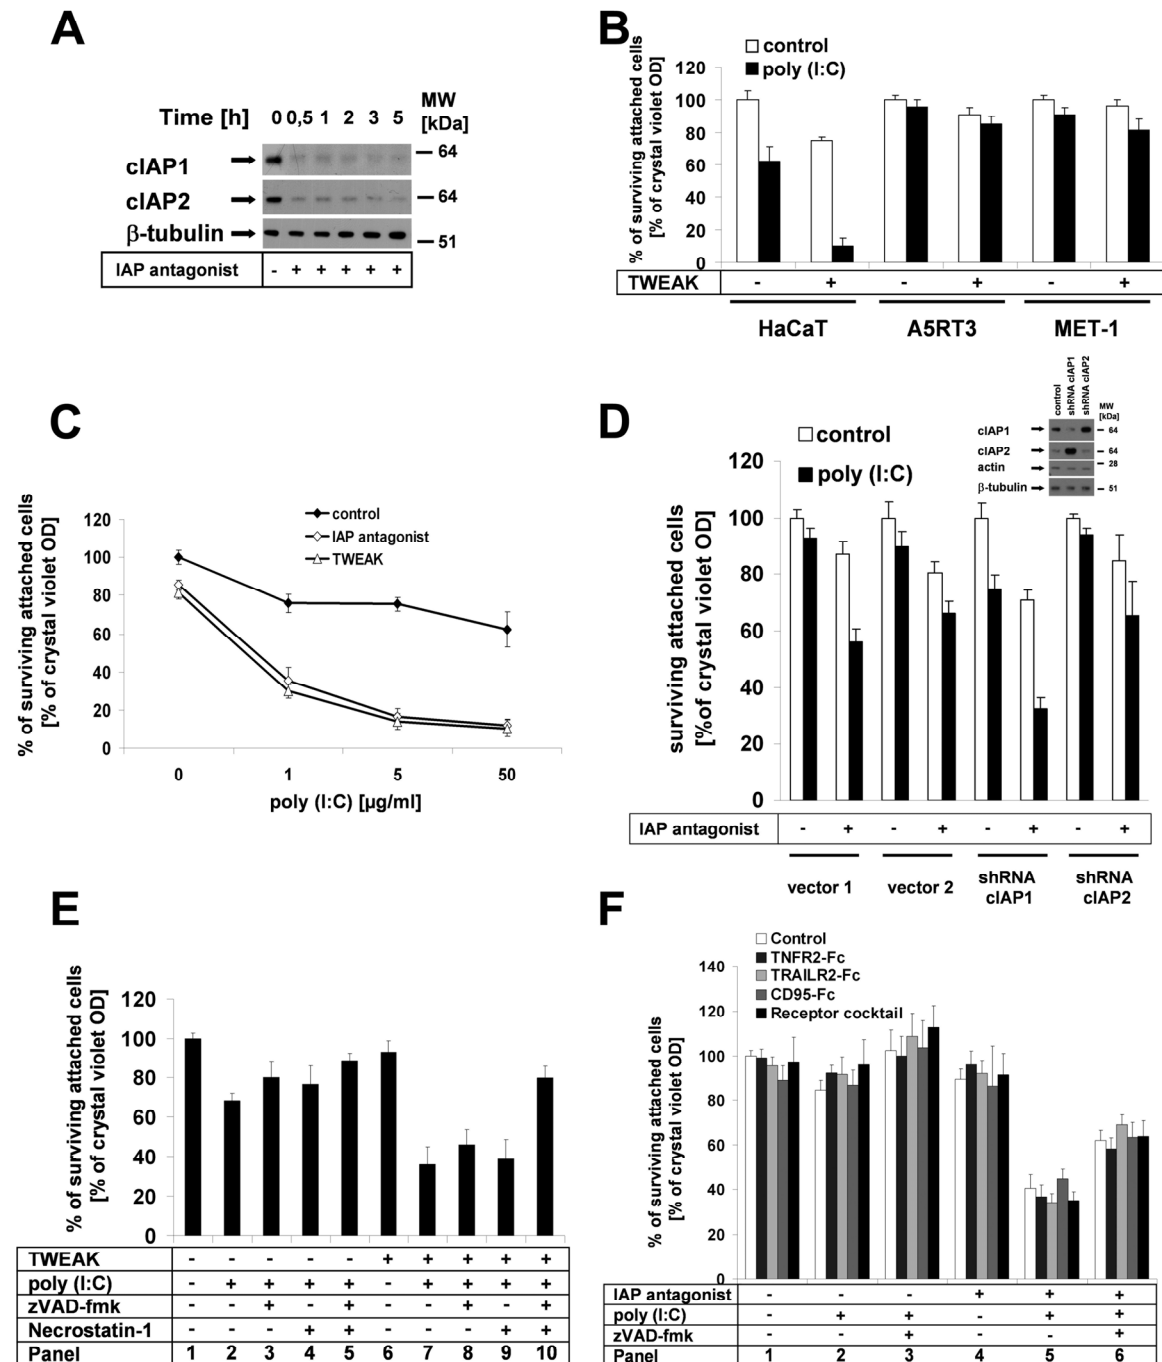 A
Time [h] 0 0,5 1 2 3 5 MW [kDa]
cIAP1 64
cIAP2 64
β-tubulin 51
IAP antagonist - + + + + +
B
control
poly (I:C)
% of surviving attached cells
[% of crystal violet OD]
120
100
80
60
40
20
0
TWEAK - + - + - +
HaCaT A5RT3 MET-1
C
control
IAP antagonist
TWEAK
% of surviving attached cells
[% of crystal violet OD]
120
100
80
60
40
20
0
0 1 5 50
poly (I:C) [µg/ml]
D
control
poly (I:C)
control
shRNA cIAP1
shRNA cIAP2
MW
[kDa]
cIAP1 64
cIAP2 64
actin 28
β-tubulin 51
surviving attached cells
[%of crystal violet OD]
120
100
80
60
40
20
0
IAP antagonist - + - + - + - +
vector 1 vector 2 shRNA cIAP1 shRNA cIAP2
E
% of surviving attached cells
[% of crystal violet OD]
120
100
80
60
40
20
0
TWEAK - - - - - + + + + +
poly (I:C) - + + + + - + + + +
zVAD-fmk - - + - + - - + - +
Necrostatin-1 - - - + + - - - + +
Panel 1 2 3 4 5 6 7 8 9 10
F
Control
TNFR2-Fc
TRAILR2-Fc
CD95-Fc
Receptor cocktail
% of surviving attached cells
[% of crystal violet OD]
140
120
100
80
60
40
20
0
IAP antagonist - - - + + +
poly (I:C) - + + - + +
zVAD-fmk - - + - - +
Panel 1 2 3 4 5 6